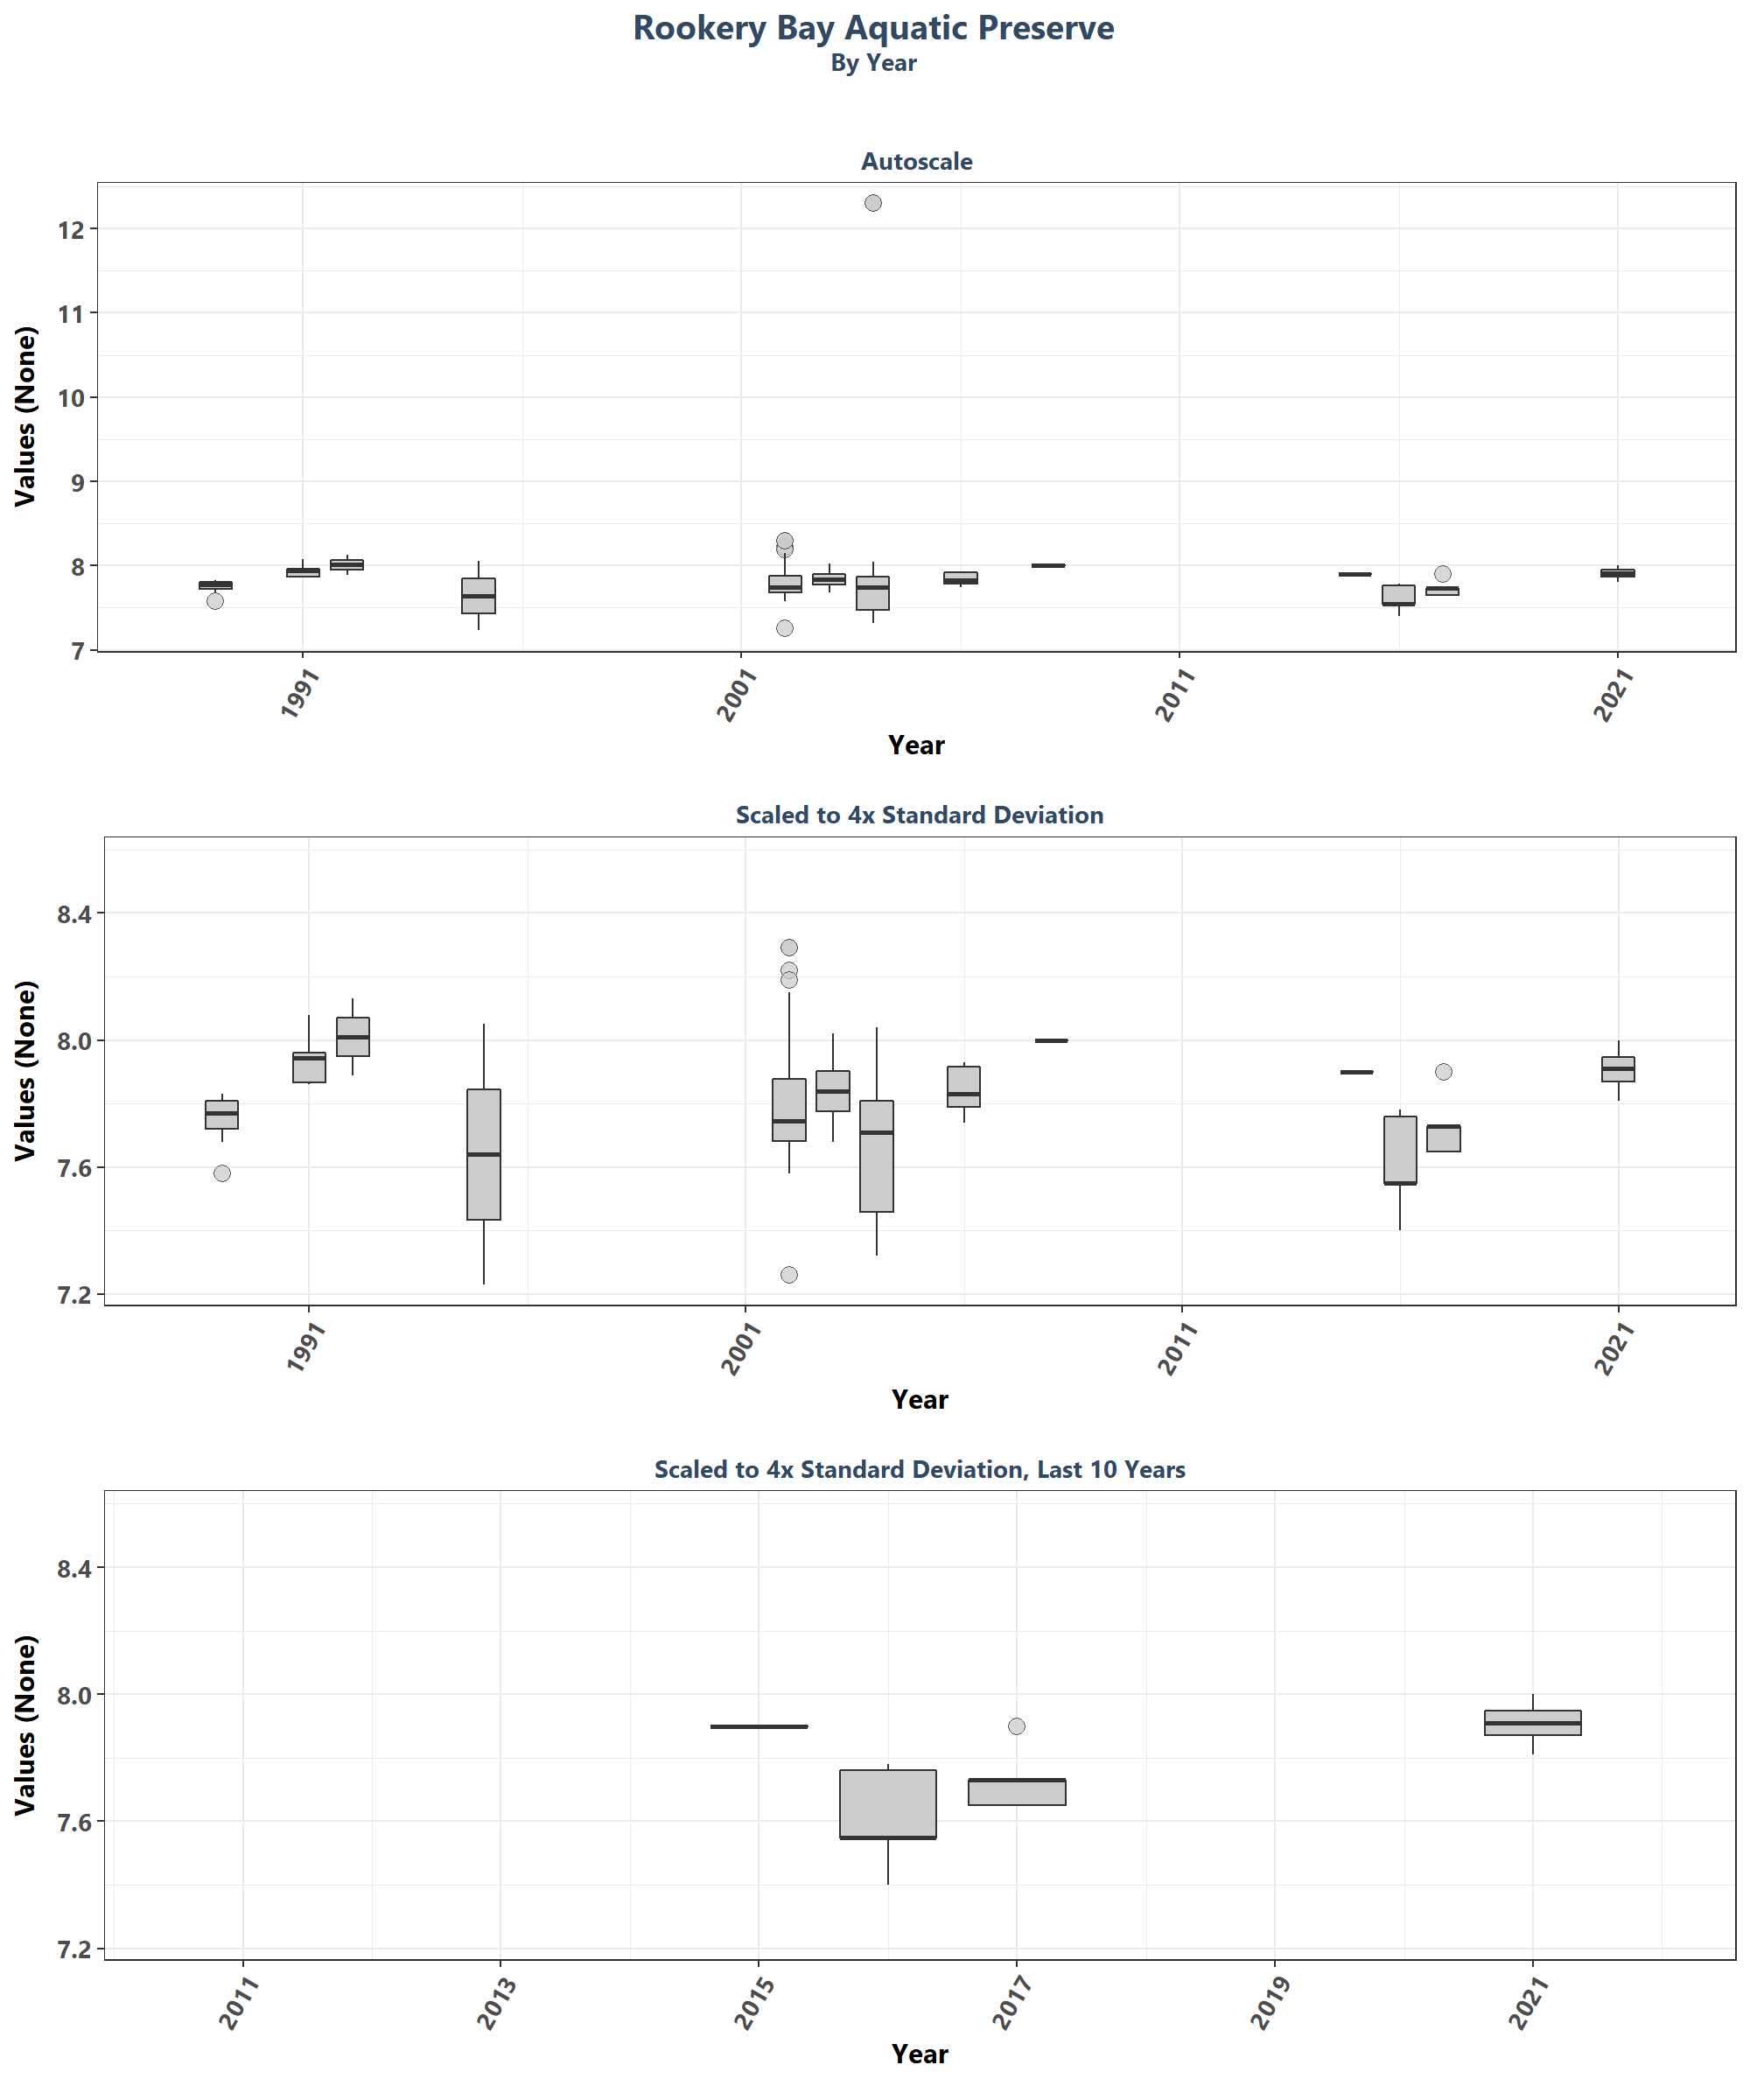 Rookery Bay Aquatic Preserve
By Year
Autoscale
Values (None)
12
11
10
9
8
7
1991
2001
2011
2021
Year
Scaled to 4x Standard Deviation
Values (None)
8.4
8.0
7.6
7.2
1991
2001
2011
2021
Year
Scaled to 4x Standard Deviation, Last 10 Years
Values (None)
8.4
8.0
7.6
7.2
2011
2013
2015
2017
2019
2021
Year